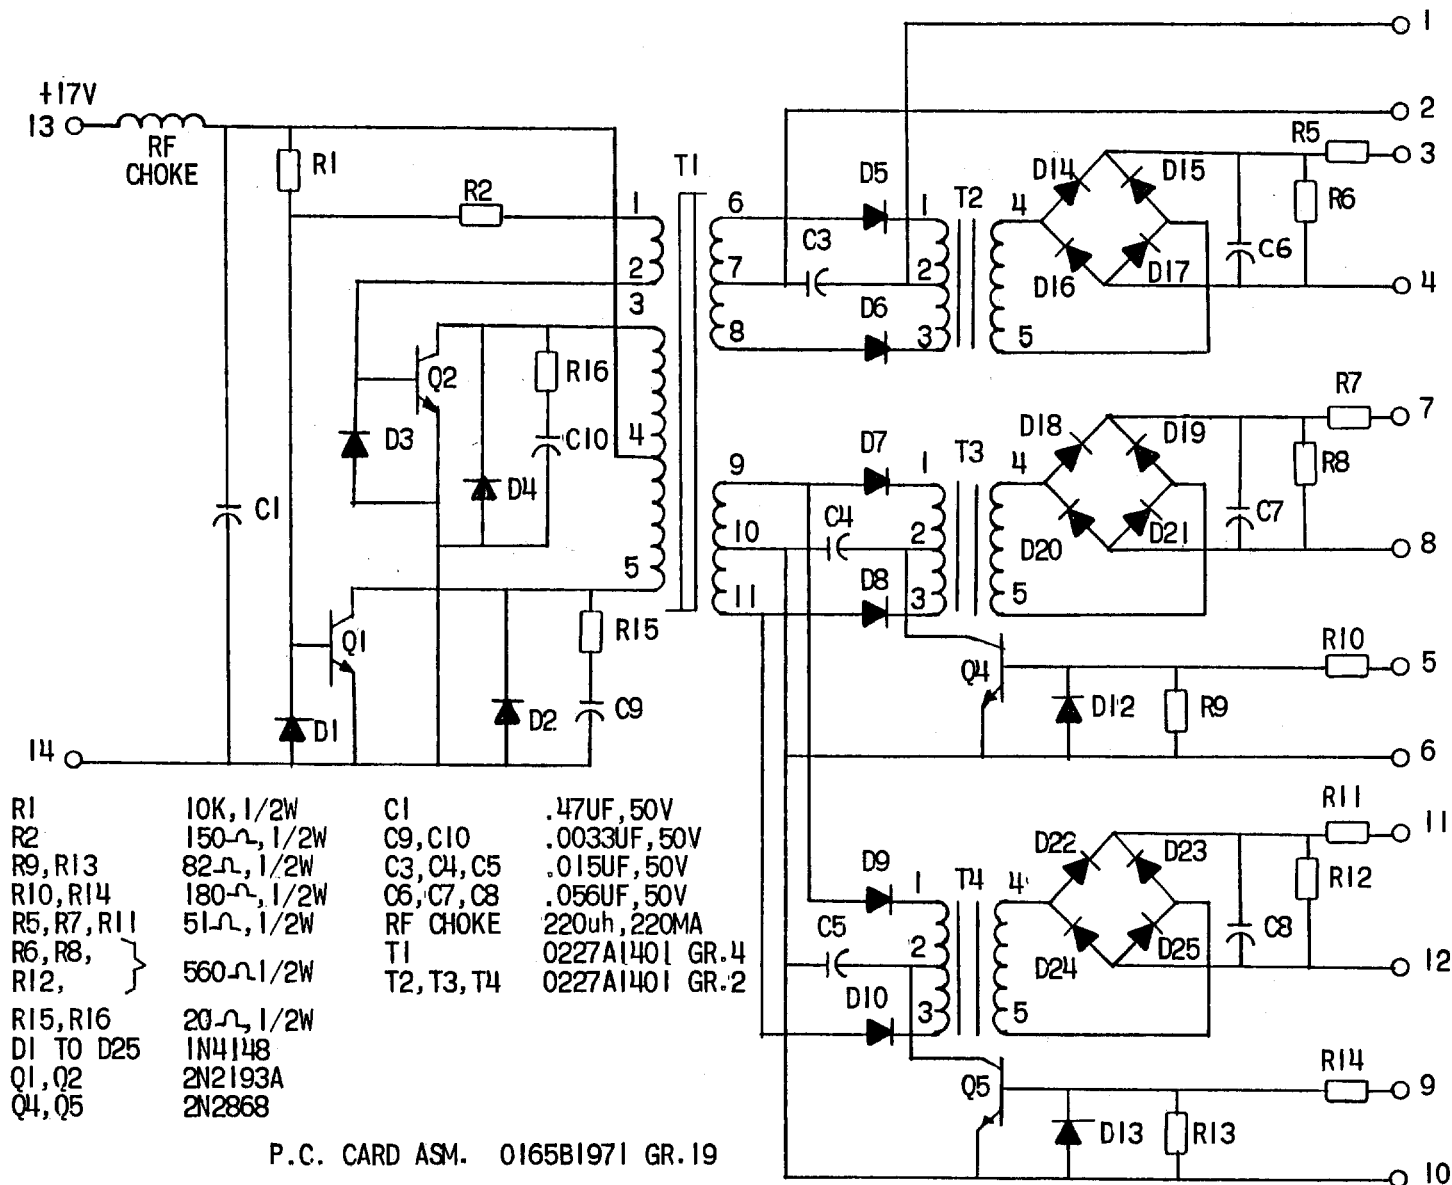 1
+17V
2
13
RF
CHOKE
R1
R2
T1
1
2
3
6
7
8
D5
C3
D6
1
2
3
T2
4
5
D14
D15
D16
D17
C6
R5
R6
3
4
Q2
D3
D4
R16
C10
4
5
9
10
11
D7
C4
D8
1
2
3
T3
4
5
D18
D19
D20
D21
C7
R7
R8
7
8
C1
Q1
D1
D2
R15
C9
14
Q4
D12
R9
R10
5
6
D9
C5
D10
1
2
3
T4
4
5
D22
D23
D24
D25
C8
R11
R12
11
12
Q5
D13
R13
R14
9
10
R1 10K,1/2W C1 .47UF,50V
R2 150Ω,1/2W C9,C10 .0033UF,50V
R9,R13 82Ω,1/2W C3,C4,C5 .015UF,50V
R10,R14 180Ω,1/2W C6,C7,C8 .056UF,50V
R5,R7,R11 51Ω,1/2W RF CHOKE 220uh,220MA
R6,R8, T1 0227A1401 GR.4
R12, 560Ω1/2W T2,T3,T4 0227A1401 GR.2
R15,R16 20Ω,1/2W
D1 TO D25 1N4148
Q1,Q2 2N2193A
Q4,Q5 2N2868
P.C. CARD ASM. 0165B1971 GR.19